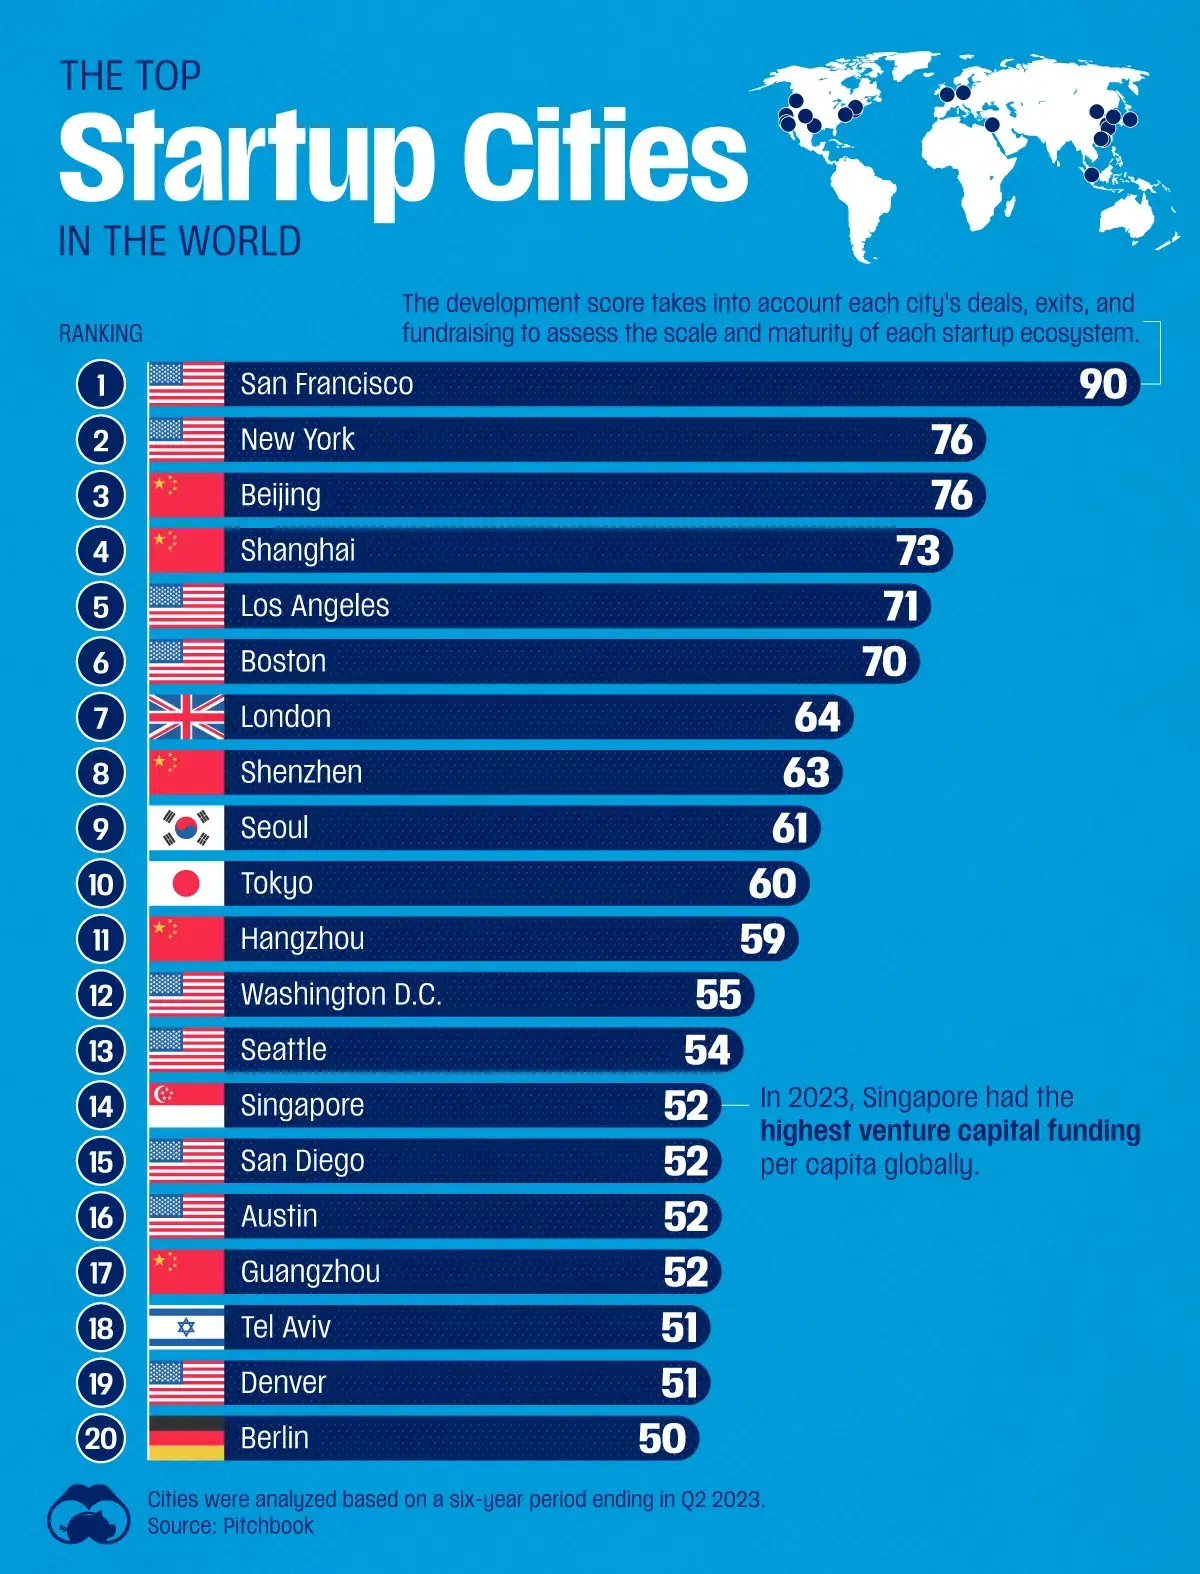 THE TOP
Startup Cities
IN THE WORLD
The development score takes into account each city's deals, exits, and
fundraising to assess the scale and maturity of each startup ecosystem.
RANKING
1 San Francisco 90
2 New York 76
3 Beijing 76
4 Shanghai 73
5 Los Angeles 71
6 Boston 70
7 London 64
8 Shenzhen 63
9 Seoul 61
10 Tokyo 60
11 Hangzhou 59
12 Washington D.C. 55
13 Seattle 54
14 Singapore 52
In 2023, Singapore had the
highest venture capital funding
per capita globally.
15 San Diego 52
16 Austin 52
17 Guangzhou 52
18 Tel Aviv 51
19 Denver 51
20 Berlin 50
Cities were analyzed based on a six-year period ending in Q2 2023.
Source: Pitchbook